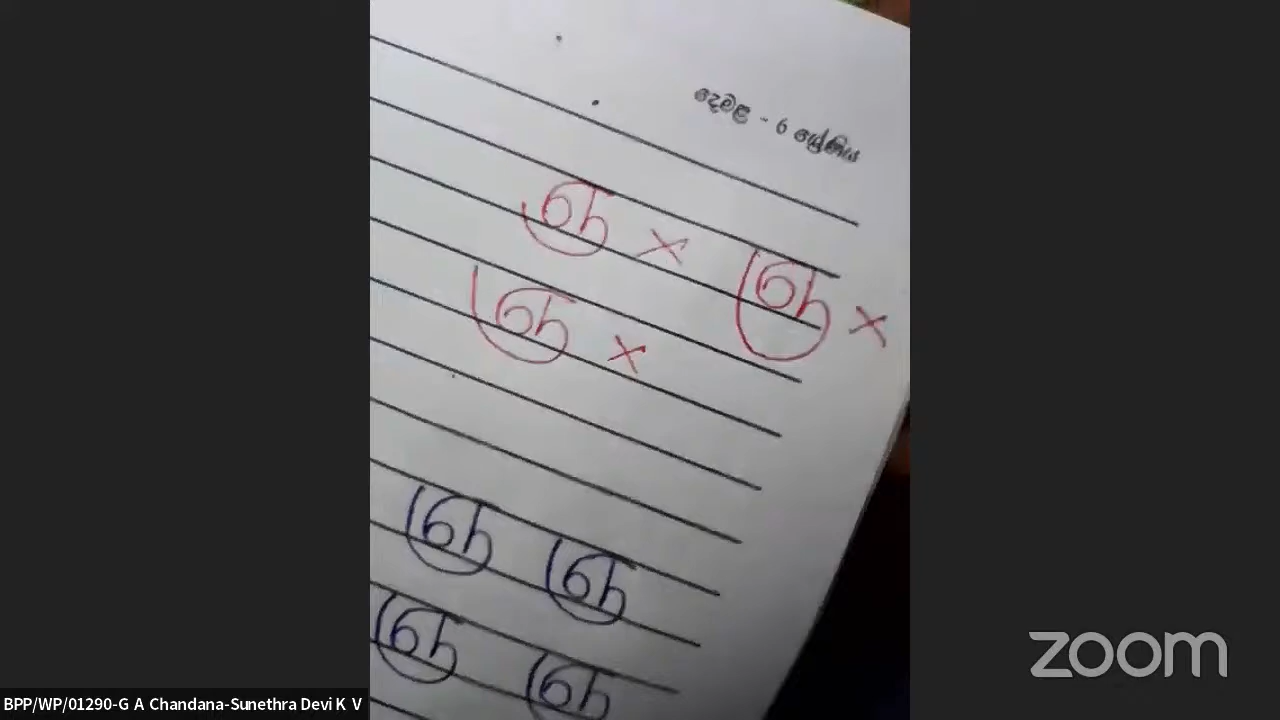 දෙමළ - 6 ශ්‍රේණිය
ஞ × ஞ ×
ஞ ×
ஞ ஞ
ஞ ஞ
BPP/WP/01290-G A Chandana-Sunethra Devi K V
zoom